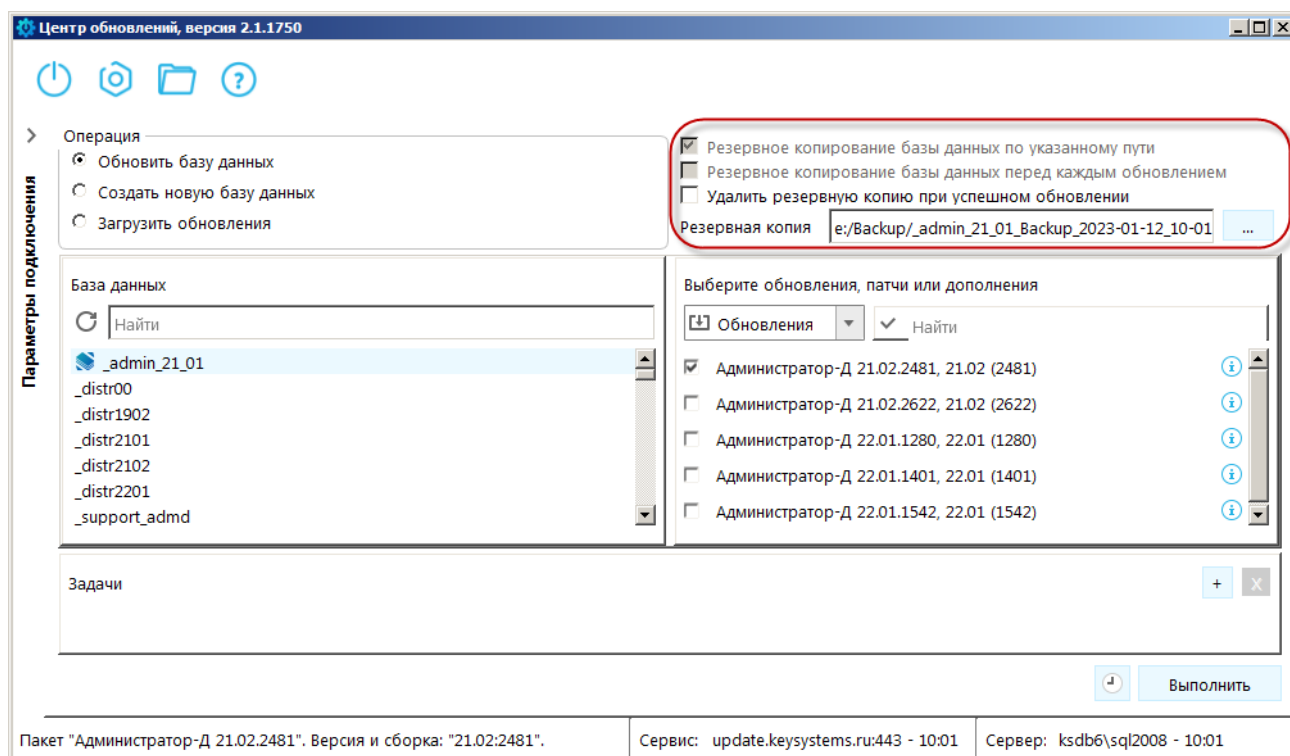 Центр обновлений, версия 2.1.1750
?
Параметры подключения
Операция
Обновить базу данных
Создать новую базу данных
Загрузить обновления
Резервное копирование базы данных по указанному пути
Резервное копирование базы данных перед каждым обновлением
Удалить резервную копию при успешном обновлении
Резервная копия e:/Backup/_admin_21_01_Backup_2023-01-12_10-01 ...
База данных
Найти
_admin_21_01
_distr00
_distr1902
_distr2101
_distr2102
_distr2201
_support_admd
Выберите обновления, патчи или дополнения
Обновления Найти
Администратор-Д 21.02.2481, 21.02 (2481)
Администратор-Д 21.02.2622, 21.02 (2622)
Администратор-Д 22.01.1280, 22.01 (1280)
Администратор-Д 22.01.1401, 22.01 (1401)
Администратор-Д 22.01.1542, 22.01 (1542)
Задачи + X
Выполнить
Пакет "Администратор-Д 21.02.2481". Версия и сборка: "21.02:2481". Сервис: update.keysystems.ru:443 - 10:01 Сервер: ksdb6\sql2008 - 10:01